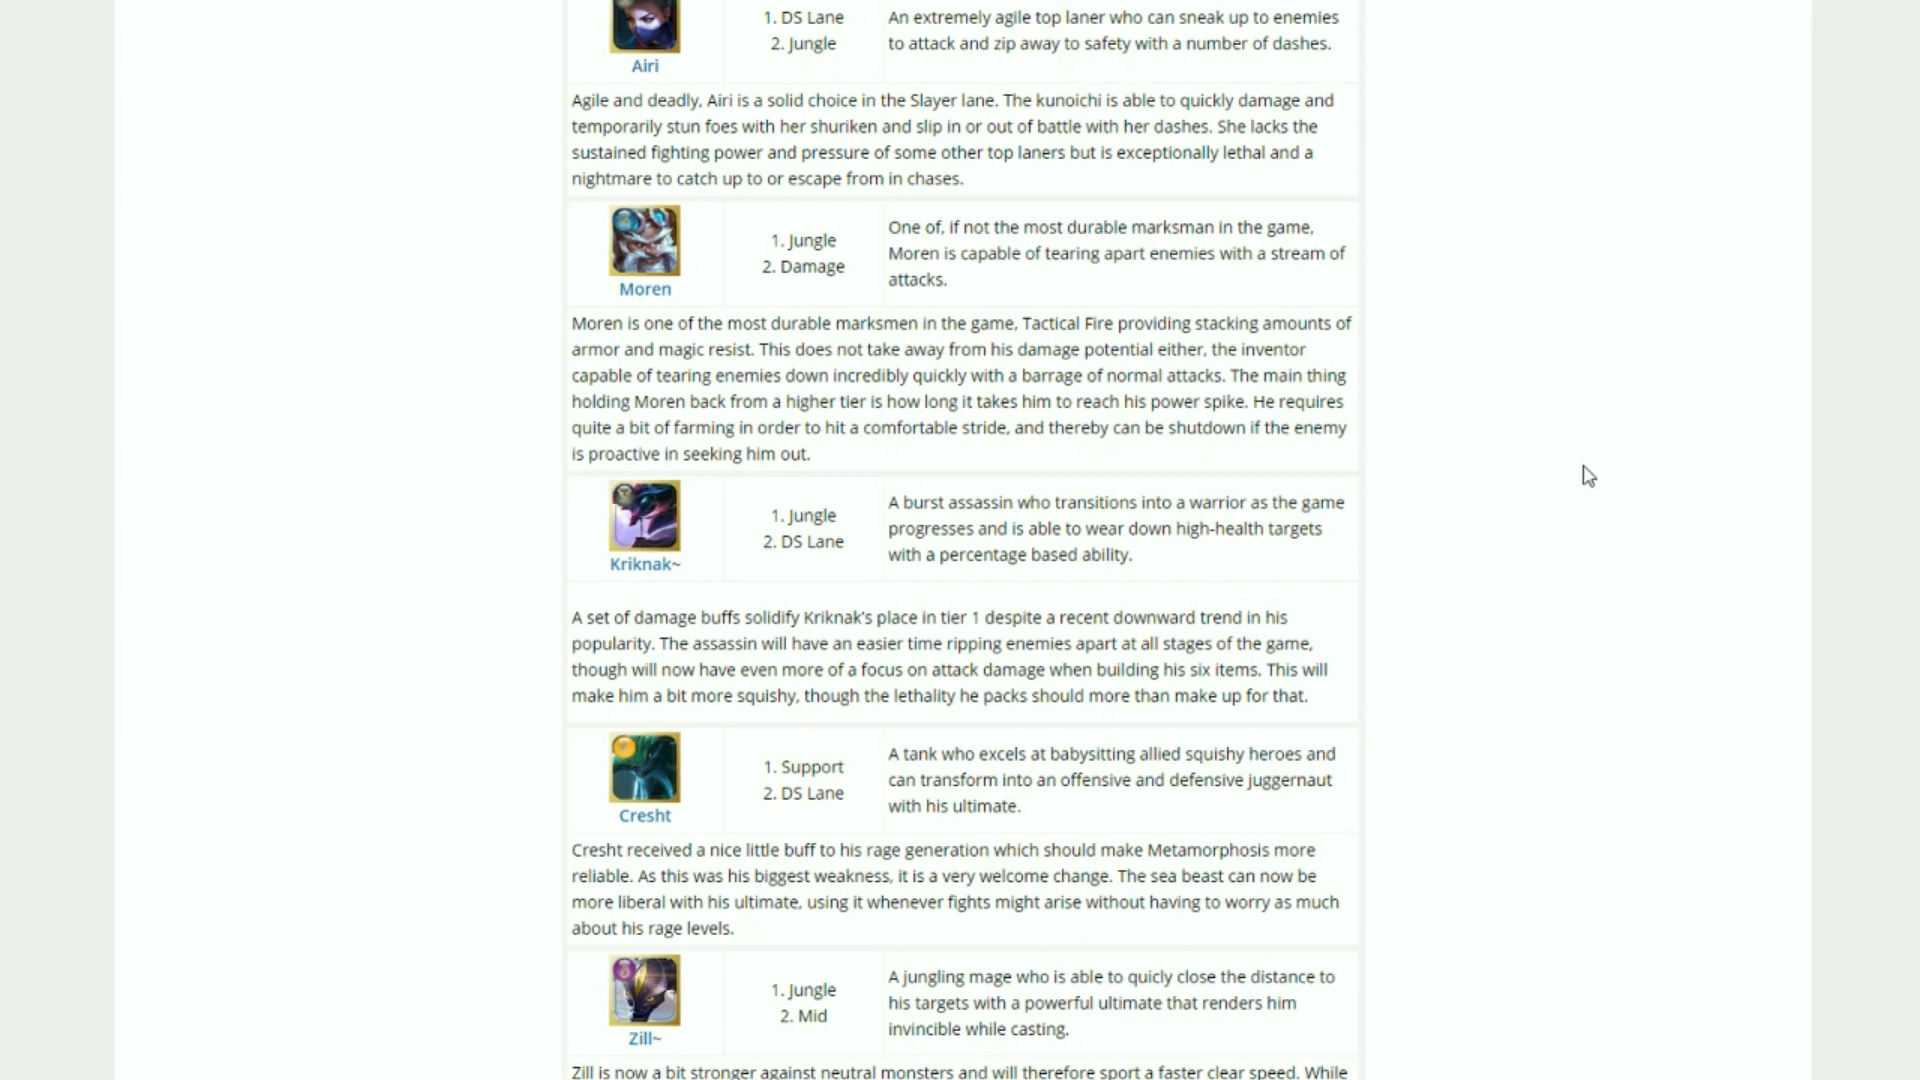 Airi
1. DS Lane
2. Jungle
An extremely agile top laner who can sneak up to enemies
to attack and zip away to safety with a number of dashes.
Agile and deadly, Airi is a solid choice in the Slayer lane. The kunoichi is able to quickly damage and
temporarily stun foes with her shuriken and slip in or out of battle with her dashes. She lacks the
sustained fighting power and pressure of some other top laners but is exceptionally lethal and a
nightmare to catch up to or escape from in chases.
Moren
1. Jungle
2. Damage
One of, if not the most durable marksman in the game,
Moren is capable of tearing apart enemies with a stream of
attacks.
Moren is one of the most durable marksmen in the game, Tactical Fire providing stacking amounts of
armor and magic resist. This does not take away from his damage potential either, the inventor
capable of tearing enemies down incredibly quickly with a barrage of normal attacks. The main thing
holding Moren back from a higher tier is how long it takes him to reach his power spike. He requires
quite a bit of farming in order to hit a comfortable stride, and thereby can be shutdown if the enemy
is proactive in seeking him out.
Kriknak~
1. Jungle
2. DS Lane
A burst assassin who transitions into a warrior as the game
progresses and is able to wear down high-health targets
with a percentage based ability.
A set of damage buffs solidify Kriknak's place in tier 1 despite a recent downward trend in his
popularity. The assassin will have an easier time ripping enemies apart at all stages of the game,
though will now have even more of a focus on attack damage when building his six items. This will
make him a bit more squishy, though the lethality he packs should more than make up for that.
Cresht
1. Support
2. DS Lane
A tank who excels at babysitting allied squishy heroes and
can transform into an offensive and defensive juggernaut
with his ultimate.
Cresht received a nice little buff to his rage generation which should make Metamorphosis more
reliable. As this was his biggest weakness, it is a very welcome change. The sea beast can now be
more liberal with his ultimate, using it whenever fights might arise without having to worry as much
about his rage levels.
Zill~
1. Jungle
2. Mid
A jungling mage who is able to quicly close the distance to
his targets with a powerful ultimate that renders him
invincible while casting.
Zill is now a bit stronger against neutral monsters and will therefore sport a faster clear speed. While